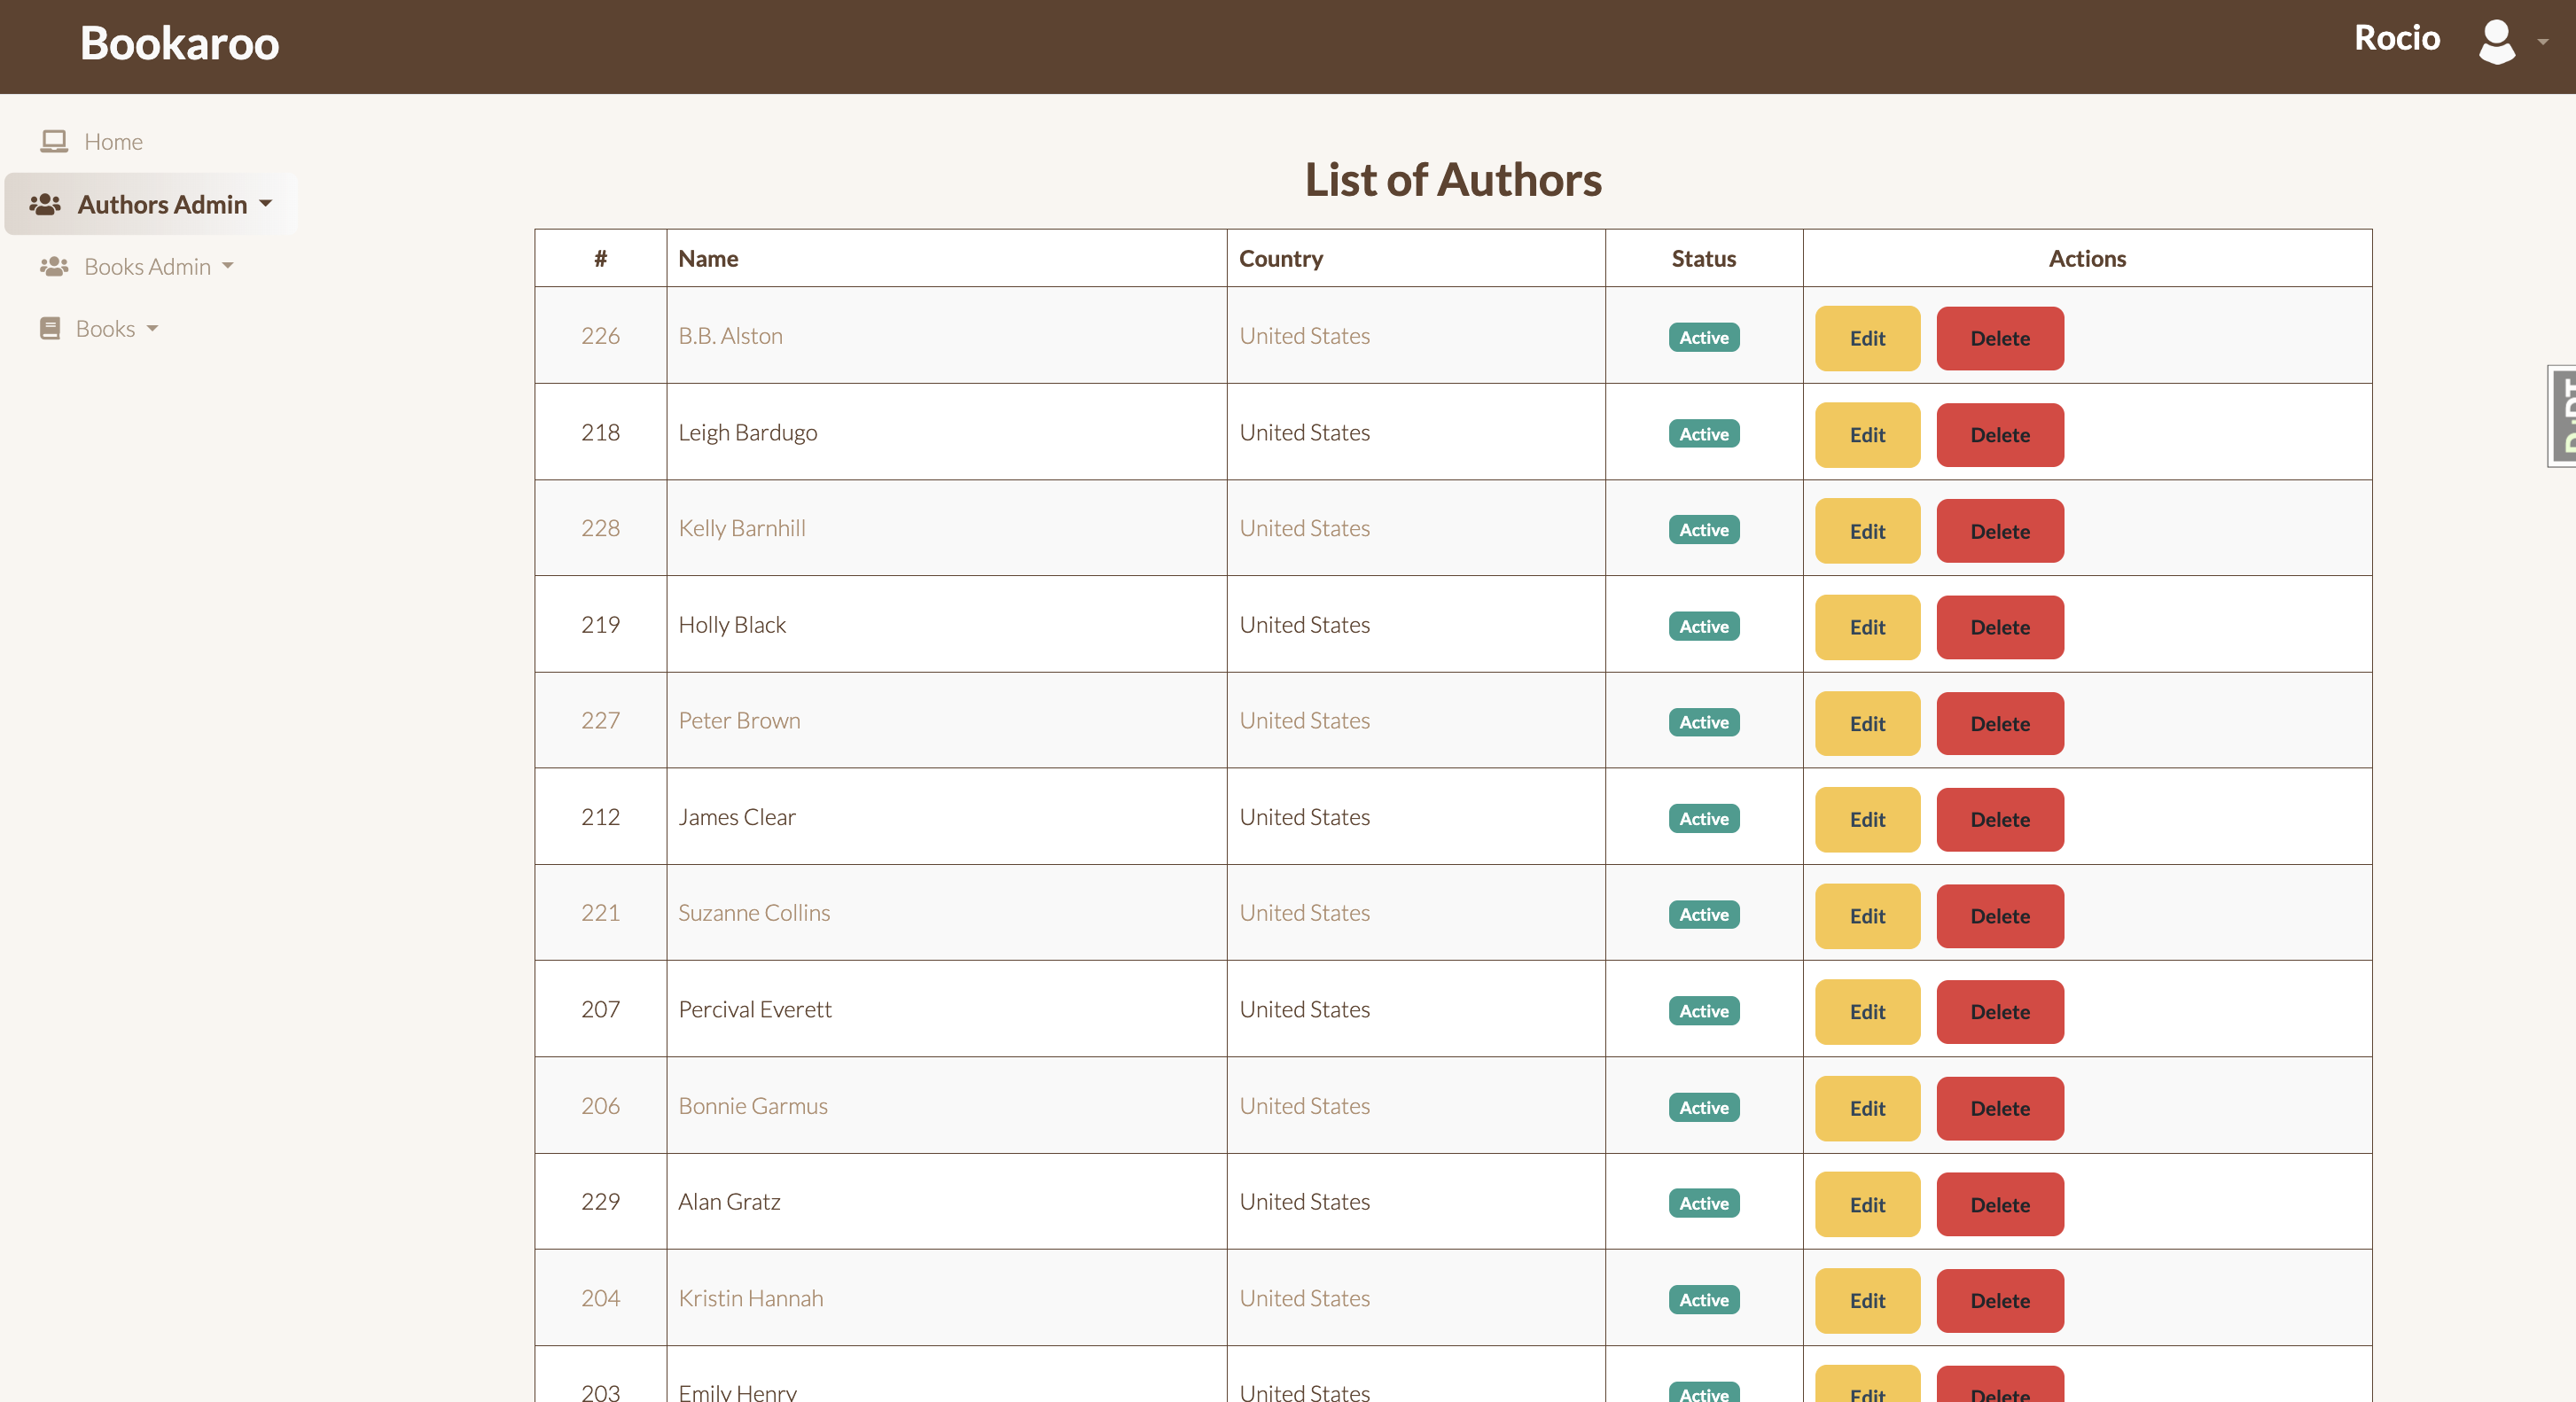 Bookaroo
Rocio
Home
Authors Admin
Books Admin
Books
List of Authors
# Name Country Status Actions
226 B.B. Alston United States Active Edit Delete
218 Leigh Bardugo United States Active Edit Delete
228 Kelly Barnhill United States Active Edit Delete
219 Holly Black United States Active Edit Delete
227 Peter Brown United States Active Edit Delete
212 James Clear United States Active Edit Delete
221 Suzanne Collins United States Active Edit Delete
207 Percival Everett United States Active Edit Delete
206 Bonnie Garmus United States Active Edit Delete
229 Alan Gratz United States Active Edit Delete
204 Kristin Hannah United States Active Edit Delete
203 Emily Henry United States Active Edit Delete